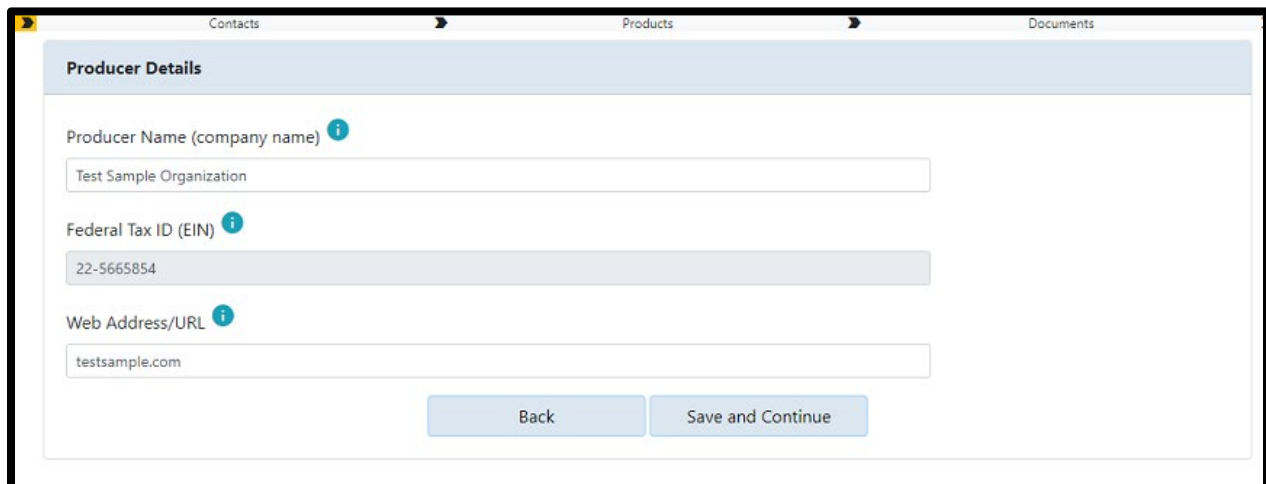 Contacts Products Documents
Producer Details
Producer Name (company name)
Test Sample Organization
Federal Tax ID (EIN)
22-5665854
Web Address/URL
testsample.com
Back Save and Continue